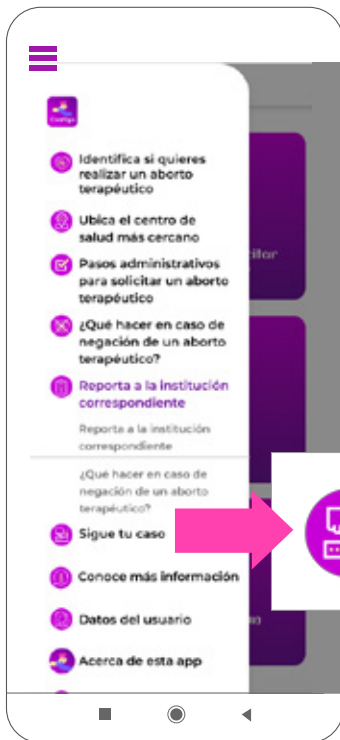 Identifica si quieres
realizar un aborto
terapéutico
Ubica el centro de
salud más cercano
Pasos administrativos
para solicitar un aborto
terapéutico
¿Qué hacer en caso de
negación de un aborto
terapéutico?
Reporta a la institución
correspondiente
Reporta a la institución
correspondiente
¿Qué hacer en caso de
negación de un aborto
terapéutico?
Sigue tu caso
Conoce más información
Datos del usuario
Acerca de esta app